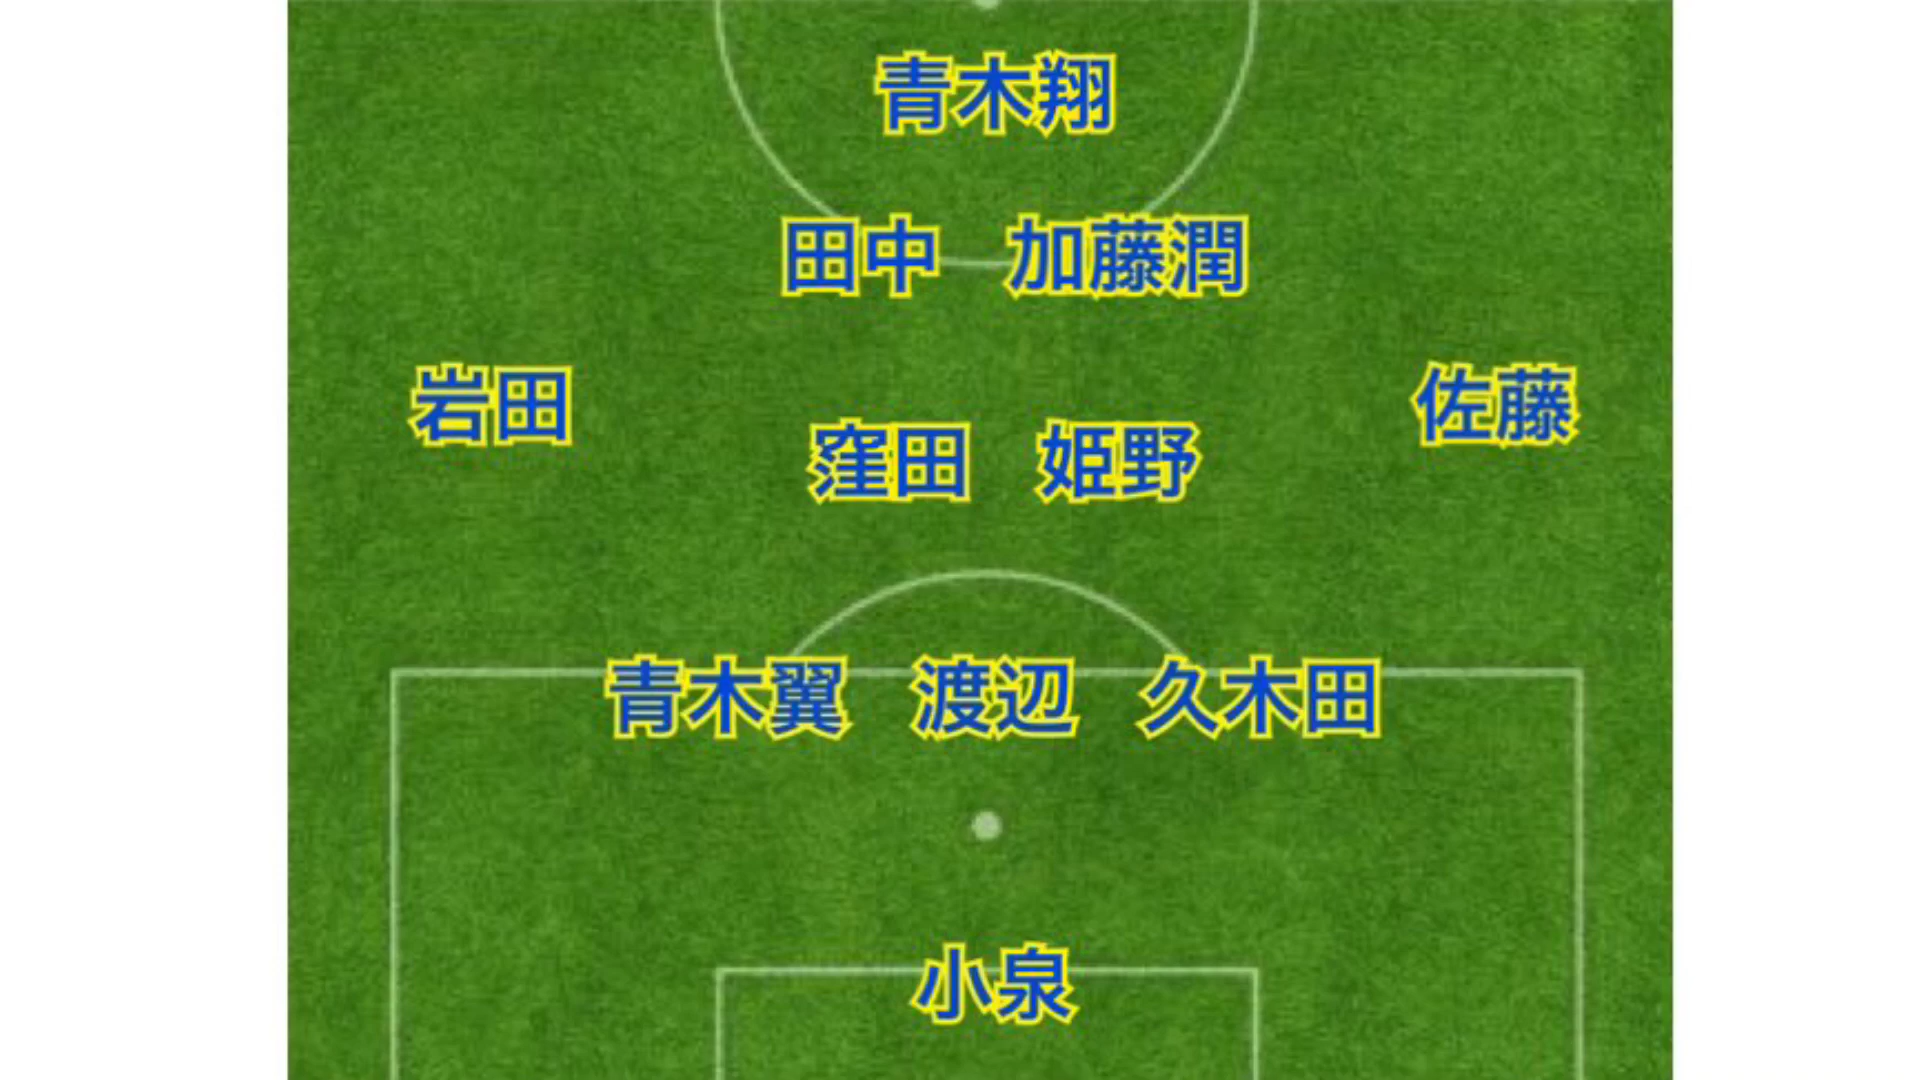 青木翔
田中 加藤潤
岩田 佐藤
窪田 姫野
青木翼 渡辺 久木田
小泉